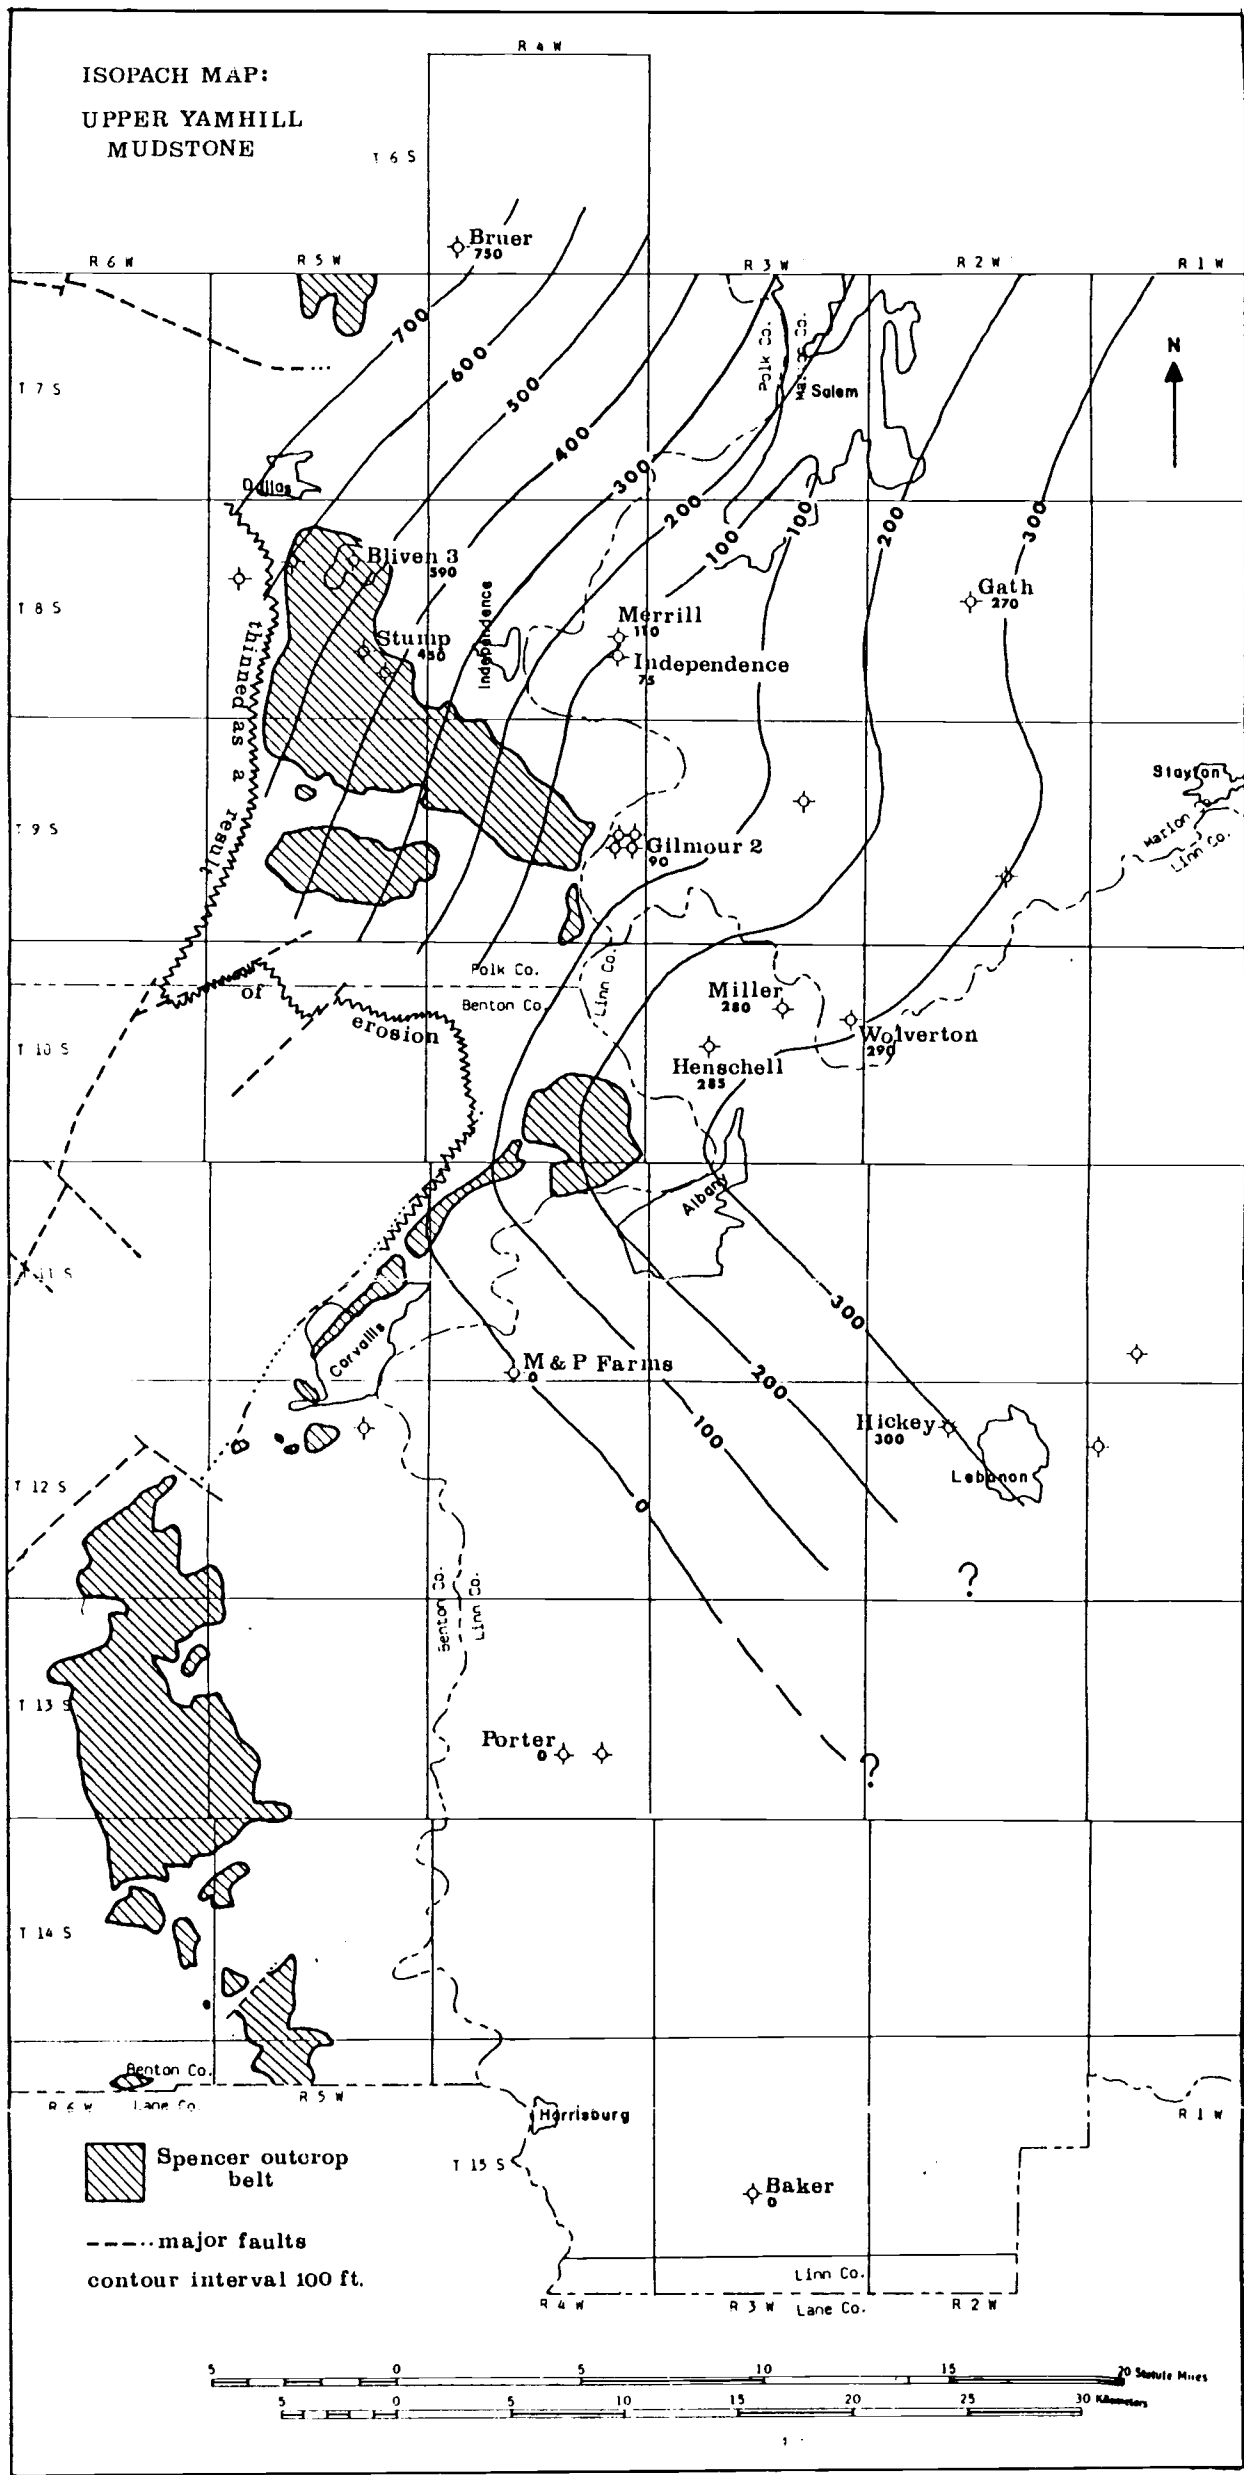 R 4 W
ISOPACH MAP:
UPPER YAMHILL
MUDSTONE
T 6 S
Bruer
750
R 6 W
R 5 W
R 3 W
R 2 W
R 1 W
700
600
500
400
300
200
100
100
200
300
Polk Co.
Marion Co.
Salem
N
T 7 S
Dallas
Bliven 3
590
T 8 S
Stump
450
Independence
Merrill
110
Independence
75
Gath
270
thinned as a result
of
erosion
T 9 S
Gilmour 2
90
Stayton
Marion
Linn Co.
Polk Co.
Benton Co.
Linn Co.
Miller
280
Wolverton
290
Henschell
285
T 10 S
Albany
T 11 S
Corvallis
M & P Farms
0
300
200
100
0
Hickey
300
Lebanon
T 12 S
?
Benton Co.
Linn Co.
T 13 S
Porter
0
?
T 14 S
Benton Co.
R 6 W
Lane Co.
R 5 W
Harrisburg
R 1 W
T 15 S
Spencer outcrop
belt
Baker
0
major faults
contour interval 100 ft.
Linn Co.
R 4 W
R 3 W
Lane Co.
R 2 W
5 0 5 10 15 20 Statute Miles
5 0 5 10 15 20 25 30 Kilometers